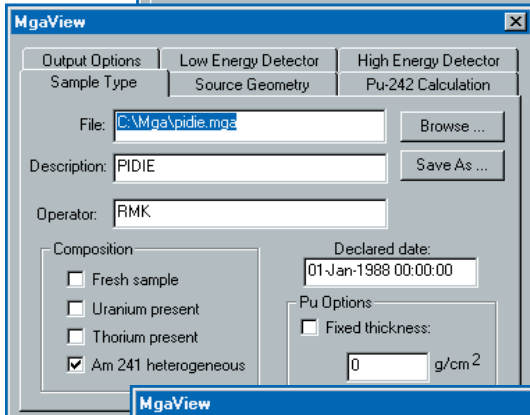 MgaView
Output Options Low Energy Detector High Energy Detector
Sample Type Source Geometry Pu-242 Calculation
File: C:\Mga\pidie.mga Browse ...
Description: PIDIE Save As ...
Operator: RMK
Composition
Fresh sample
Uranium present
Thorium present
Am 241 heterogeneous
Declared date:
01-Jan-1988 00:00:00
Pu Options
Fixed thickness:
0 g/cm2
MgaView